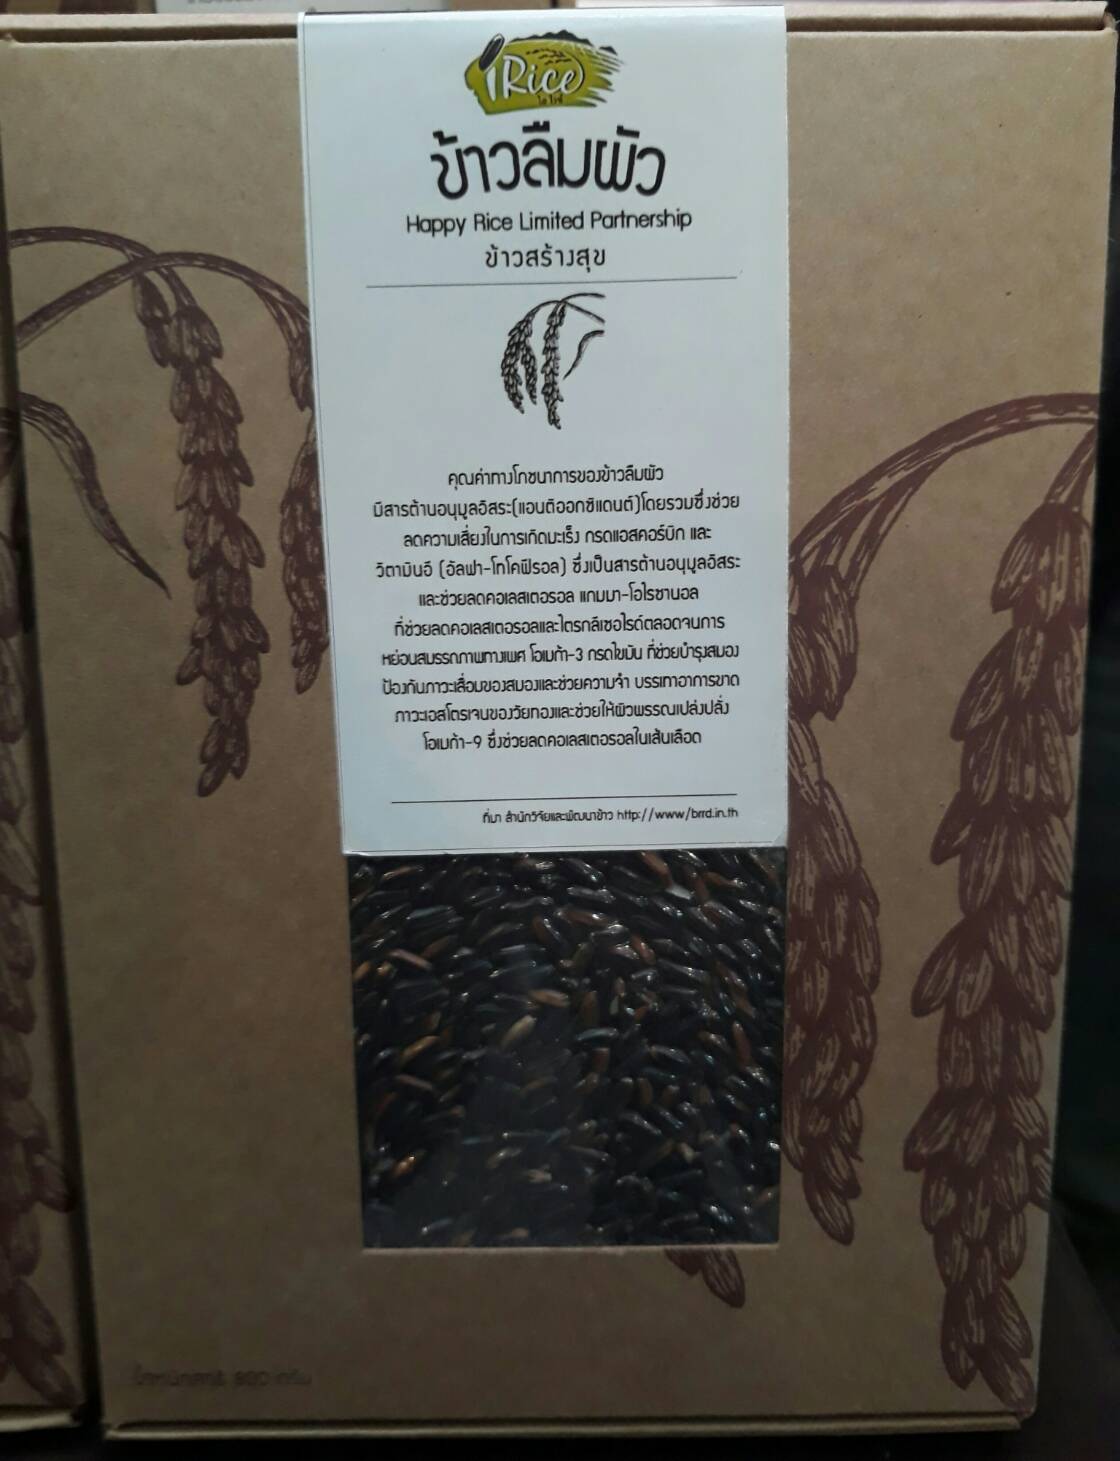 iRice
ไอไรซ์
ข้าวลืมผัว
Happy Rice Limited Partnership
ข้าวสร้างสุข
คุณค่าทางโภชนาการของข้าวลืมผัว
มีสารต้านอนุมูลอิสระ(แอนติออกซิแดนต์)โดยรวมซึ่งช่วย
ลดความเสี่ยงในการเกิดมะเร็ง กรดแอสคอร์บิก และ
วิตามินอี (อัลฟา-โทโคฟีรอล) ซึ่งเป็นสารต้านอนุมูลอิสระ
และช่วยลดคอเลสเตอรอล แกมมา-โอไรซานอล
ที่ช่วยลดคอเลสเตอรอลและไตรกลีเซอไรด์ตลอดจนการ
หย่อนสมรรถภาพทางเพศ โอเมก้า-3 กรดไขมัน ที่ช่วยบำรุงสมอง
ป้องกันภาวะเสื่อมของสมองและช่วยความจำ บรรเทาอาการขาด
ภาวะเอสโตรเจนของวัยทองและช่วยให้ผิวพรรณเปล่งปลั่ง
โอเมก้า-9 ซึ่งช่วยลดคอเลสเตอรอลในเส้นเลือด
ที่มา สำนักวิจัยและพัฒนาข้าว http://www/brrd.in.th
น้ำหนักสุทธิ 800 กรัม